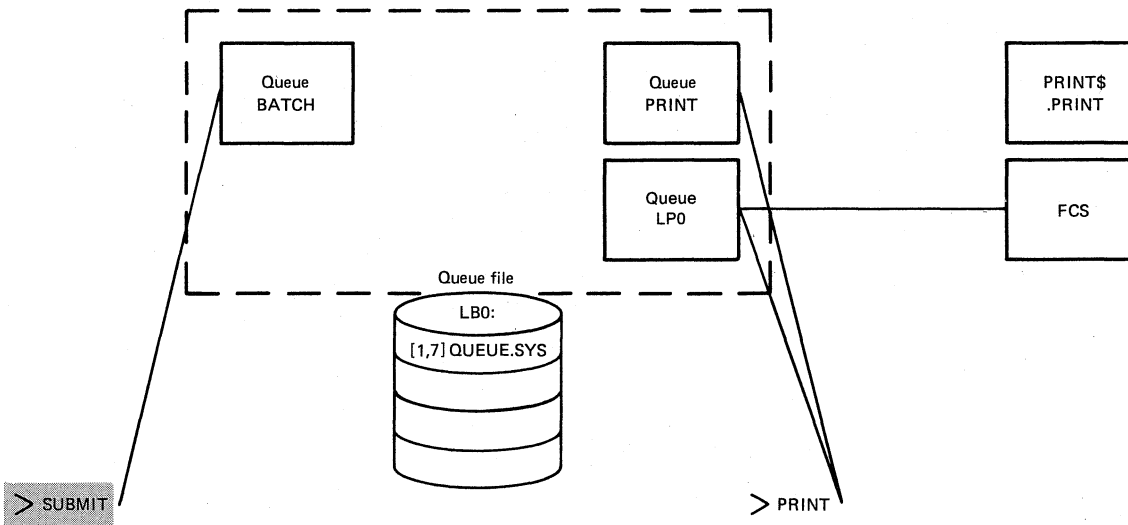 Queue
BATCH
Queue
PRINT
PRINT$
.PRINT
Queue
LP0
FCS
Queue file
LB0:
[1,7] QUEUE.SYS
> SUBMIT
> PRINT